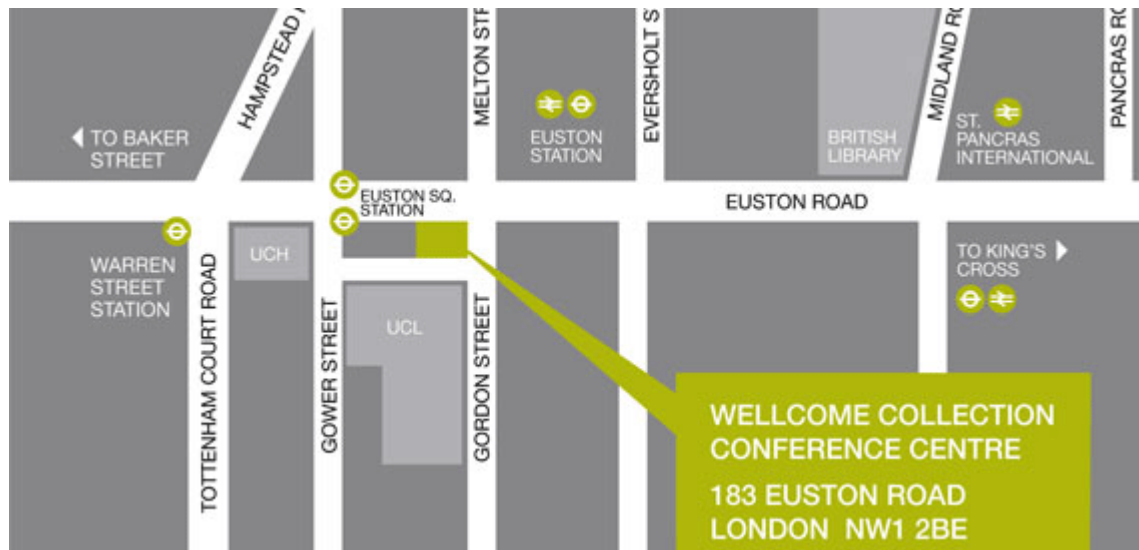 HAMPSTEAD
MELTON
EVERSHOLT
MIDLAND
PANCRAS
TO BAKER
STREET
EUSTON
STATION
BRITISH
LIBRARY
ST.
PANCRAS
INTERNATIONAL
EUSTON SQ.
STATION
EUSTON ROAD
WARREN
STREET
STATION
UCH
TO KING'S
CROSS
TOTTENHAM COURT ROAD
GOWER STREET
UCL
GORDON STREET
WELLCOME COLLECTION
CONFERENCE CENTRE
183 EUSTON ROAD
LONDON NW1 2BE